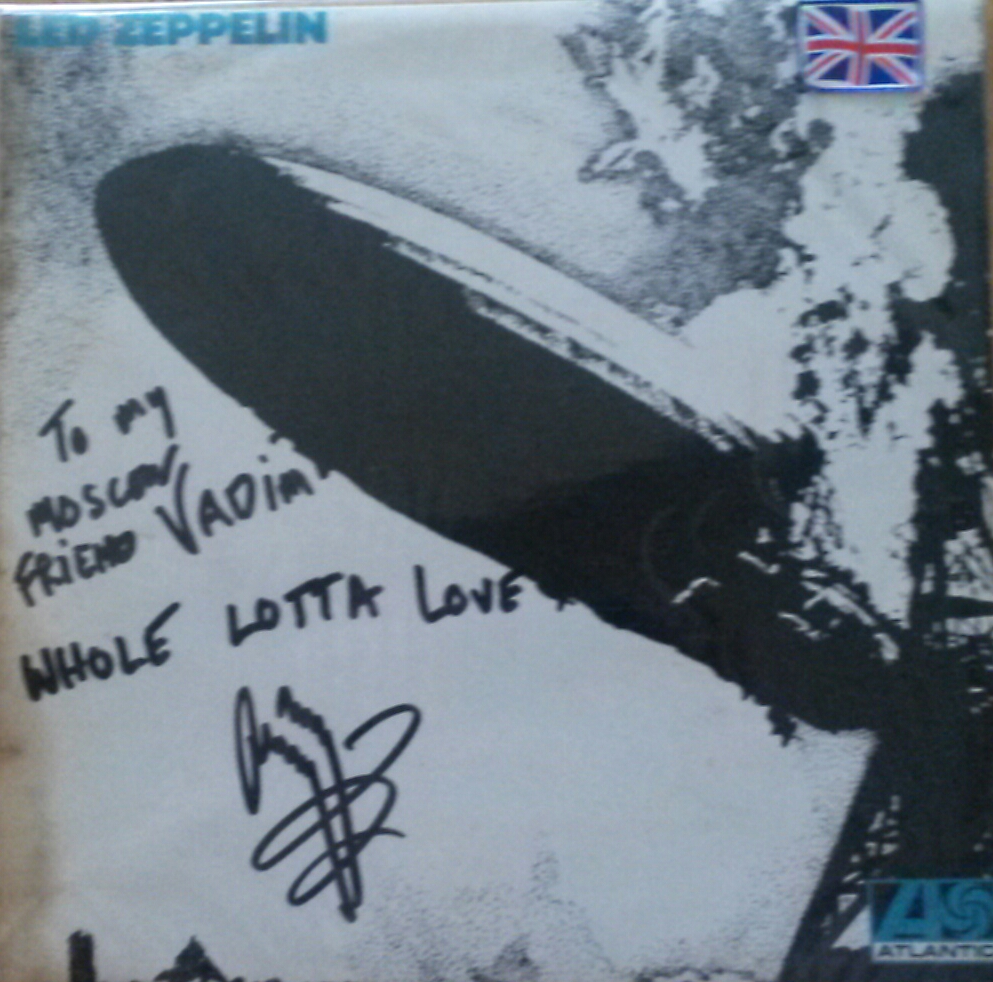 LED ZEPPELIN
To my
MOSCOW
FRIEND VADIM
WHOLE LOTTA LOVE
ATLANTIC